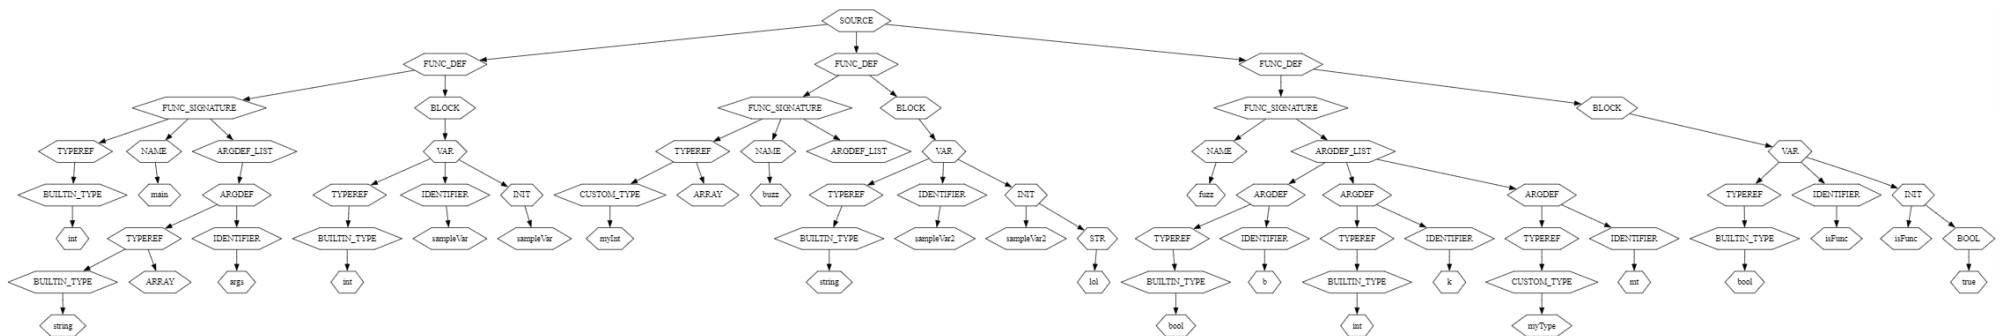 SOURCE
FUNC_DEF FUNC_DEF FUNC_DEF
FUNC_SIGNATURE BLOCK FUNC_SIGNATURE BLOCK FUNC_SIGNATURE BLOCK
TYPEREF NAME ARGDEF_LIST VAR TYPEREF NAME ARGDEF_LIST VAR NAME ARGDEF_LIST VAR
BUILTIN_TYPE main ARGDEF TYPEREF IDENTIFIER INIT CUSTOM_TYPE ARRAY buzz TYPEREF IDENTIFIER INIT fuzz ARGDEF ARGDEF ARGDEF TYPEREF IDENTIFIER INIT
int TYPEREF IDENTIFIER BUILTIN_TYPE sampleVar sampleVar myInt BUILTIN_TYPE sampleVar2 sampleVar2 STR TYPEREF IDENTIFIER TYPEREF IDENTIFIER TYPEREF IDENTIFIER BUILTIN_TYPE isFunc isFunc BOOL
BUILTIN_TYPE ARRAY args int string lol BUILTIN_TYPE b BUILTIN_TYPE k CUSTOM_TYPE mt bool true
string bool int myType